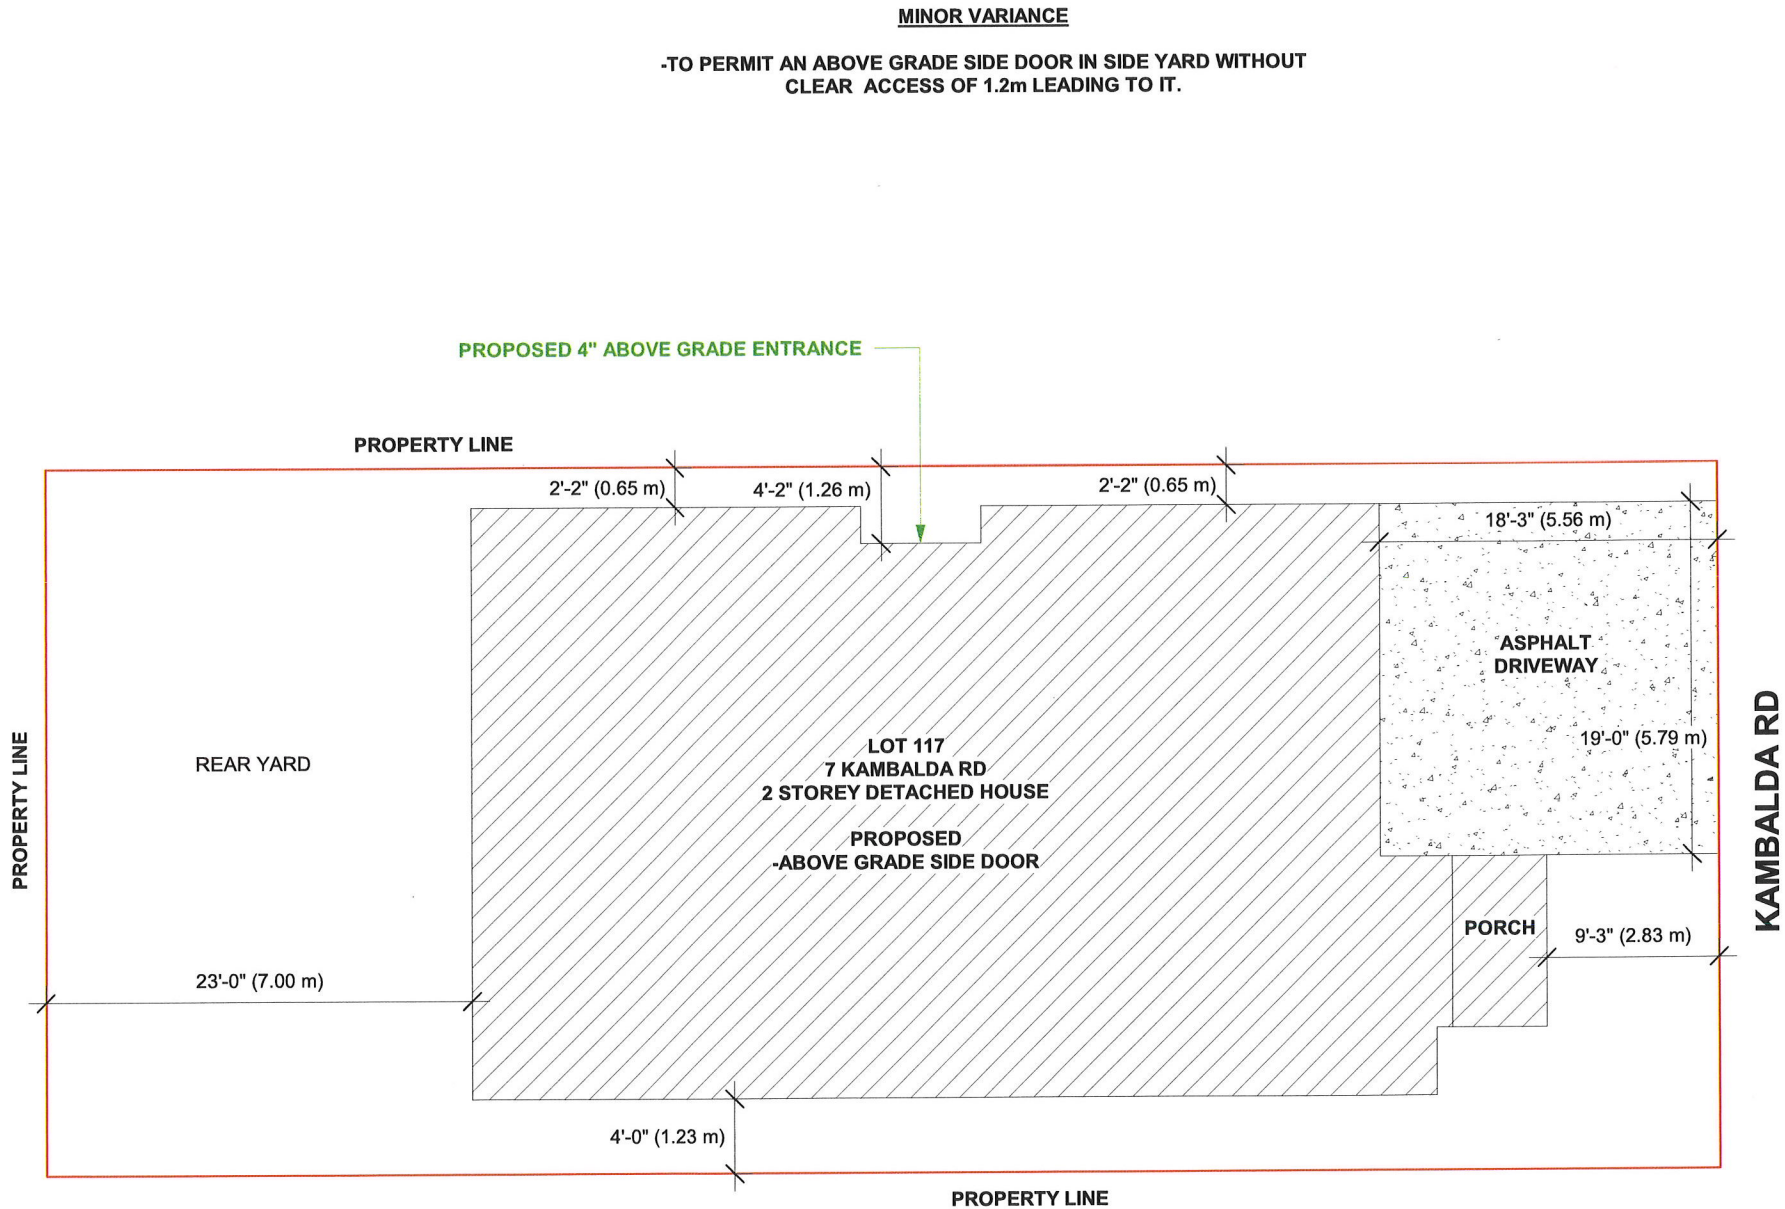 MINOR VARIANCE
-TO PERMIT AN ABOVE GRADE SIDE DOOR IN SIDE YARD WITHOUT
CLEAR ACCESS OF 1.2m LEADING TO IT.
PROPOSED 4" ABOVE GRADE ENTRANCE
PROPERTY LINE
2'-2" (0.65 m)
4'-2" (1.26 m)
2'-2" (0.65 m)
18'-3" (5.56 m)
ASPHALT
DRIVEWAY
19'-0" (5.79 m)
KAMBALDA RD
PROPERTY LINE
REAR YARD
LOT 117
7 KAMBALDA RD
2 STOREY DETACHED HOUSE
PROPOSED
-ABOVE GRADE SIDE DOOR
PORCH
9'-3" (2.83 m)
23'-0" (7.00 m)
4'-0" (1.23 m)
PROPERTY LINE